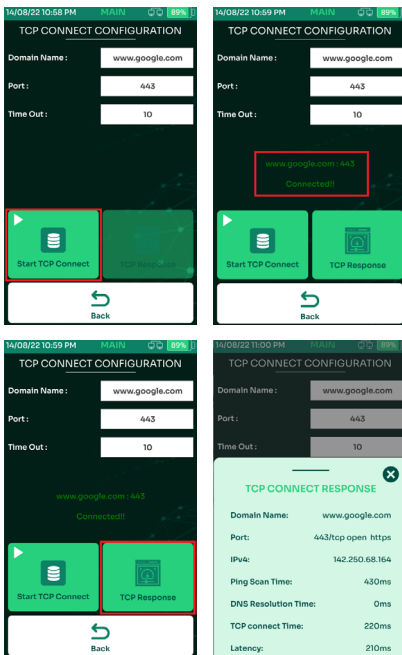 14/08/22 10:58 PM MAIN 89%
TCP CONNECT CONFIGURATION
Domain Name : www.google.com
Port : 443
Time Out : 10
Start TCP Connect TCP Response
Back
14/08/22 10:59 PM MAIN 89%
TCP CONNECT CONFIGURATION
Domain Name : www.google.com
Port : 443
Time Out : 10
www.google.com : 443
Connected!!
Start TCP Connect TCP Response
Back
14/08/22 10:59 PM MAIN 89%
TCP CONNECT CONFIGURATION
Domain Name : www.google.com
Port : 443
Time Out : 10
www.google.com : 443
Connected!!
Start TCP Connect TCP Response
Back
14/08/22 11:00 PM MAIN 89%
TCP CONNECT CONFIGURATION
Domain Name : www.google.com
Port : 443
Time Out : 10
TCP CONNECT RESPONSE
Domain Name: www.google.com
Port: 443/tcp open https
IPv4: 142.250.68.164
Ping Scan Time: 430ms
DNS Resolution Time: 0ms
TCP connect Time: 220ms
Latency: 210ms